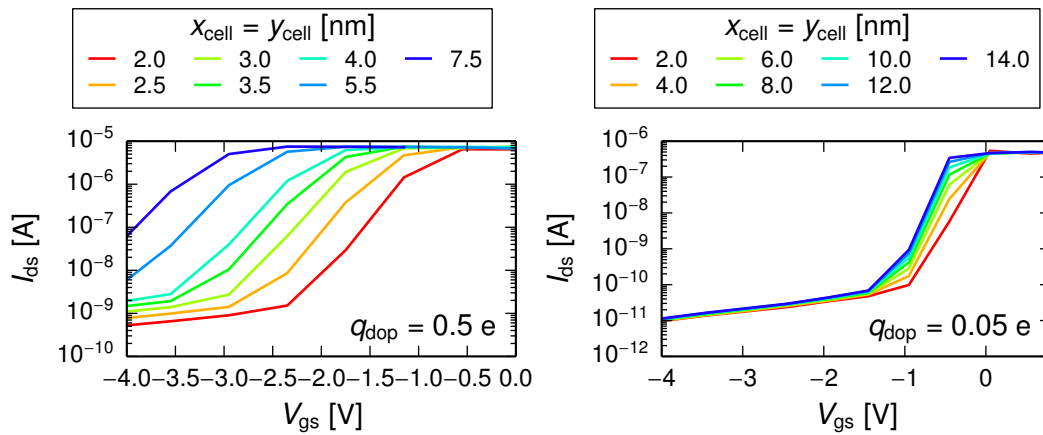 x_cell = y_cell [nm]
2.0 3.0 4.0 7.5
2.5 3.5 5.5
10^−5
10^−6
10^−7
10^−8
10^−9
10^−10
I_ds [A]
q_dop = 0.5 e
−4.0 −3.5 −3.0 −2.5 −2.0 −1.5 −1.0 −0.5 0.0
V_gs [V]
x_cell = y_cell [nm]
2.0 6.0 10.0 14.0
4.0 8.0 12.0
10^−6
10^−7
10^−8
10^−9
10^−10
10^−11
10^−12
I_ds [A]
q_dop = 0.05 e
−4 −3 −2 −1 0
V_gs [V]